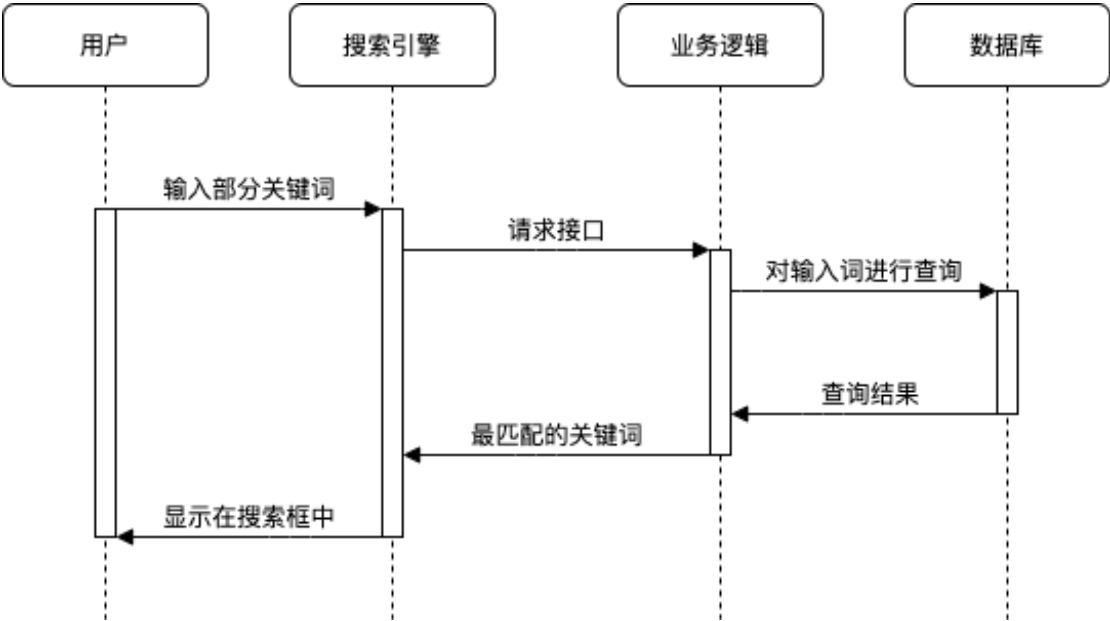 用户
搜索引擎
业务逻辑
数据库
输入部分关键词
请求接口
对输入词进行查询
查询结果
最匹配的关键词
显示在搜索框中